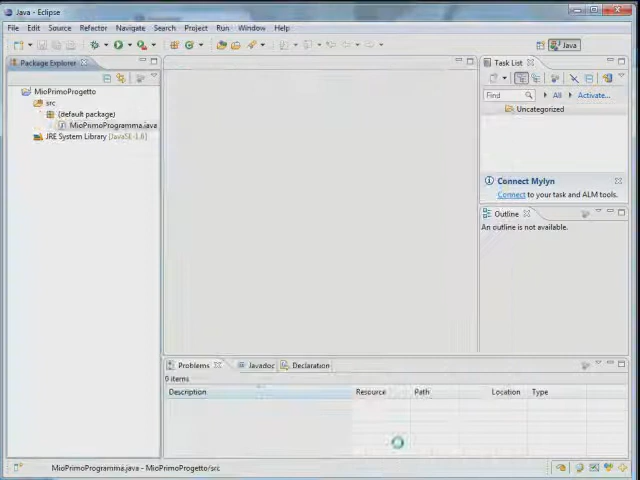 Java - Eclipse
File Edit Source Refactor Navigate Search Project Run Window Help
Java
Package Explorer
MioPrimoProgetto
src
(default package)
MioPrimoProgramma.java
JRE System Library [JavaSE-1.6]
Task List
Find All Activate...
Uncategorized
Connect Mylyn
Connect to your task and ALM tools.
Outline
An outline is not available.
Problems Javadoc Declaration
0 items
Description Resource Path Location Type
MioPrimoProgramma.java - MioPrimoProgetto/src